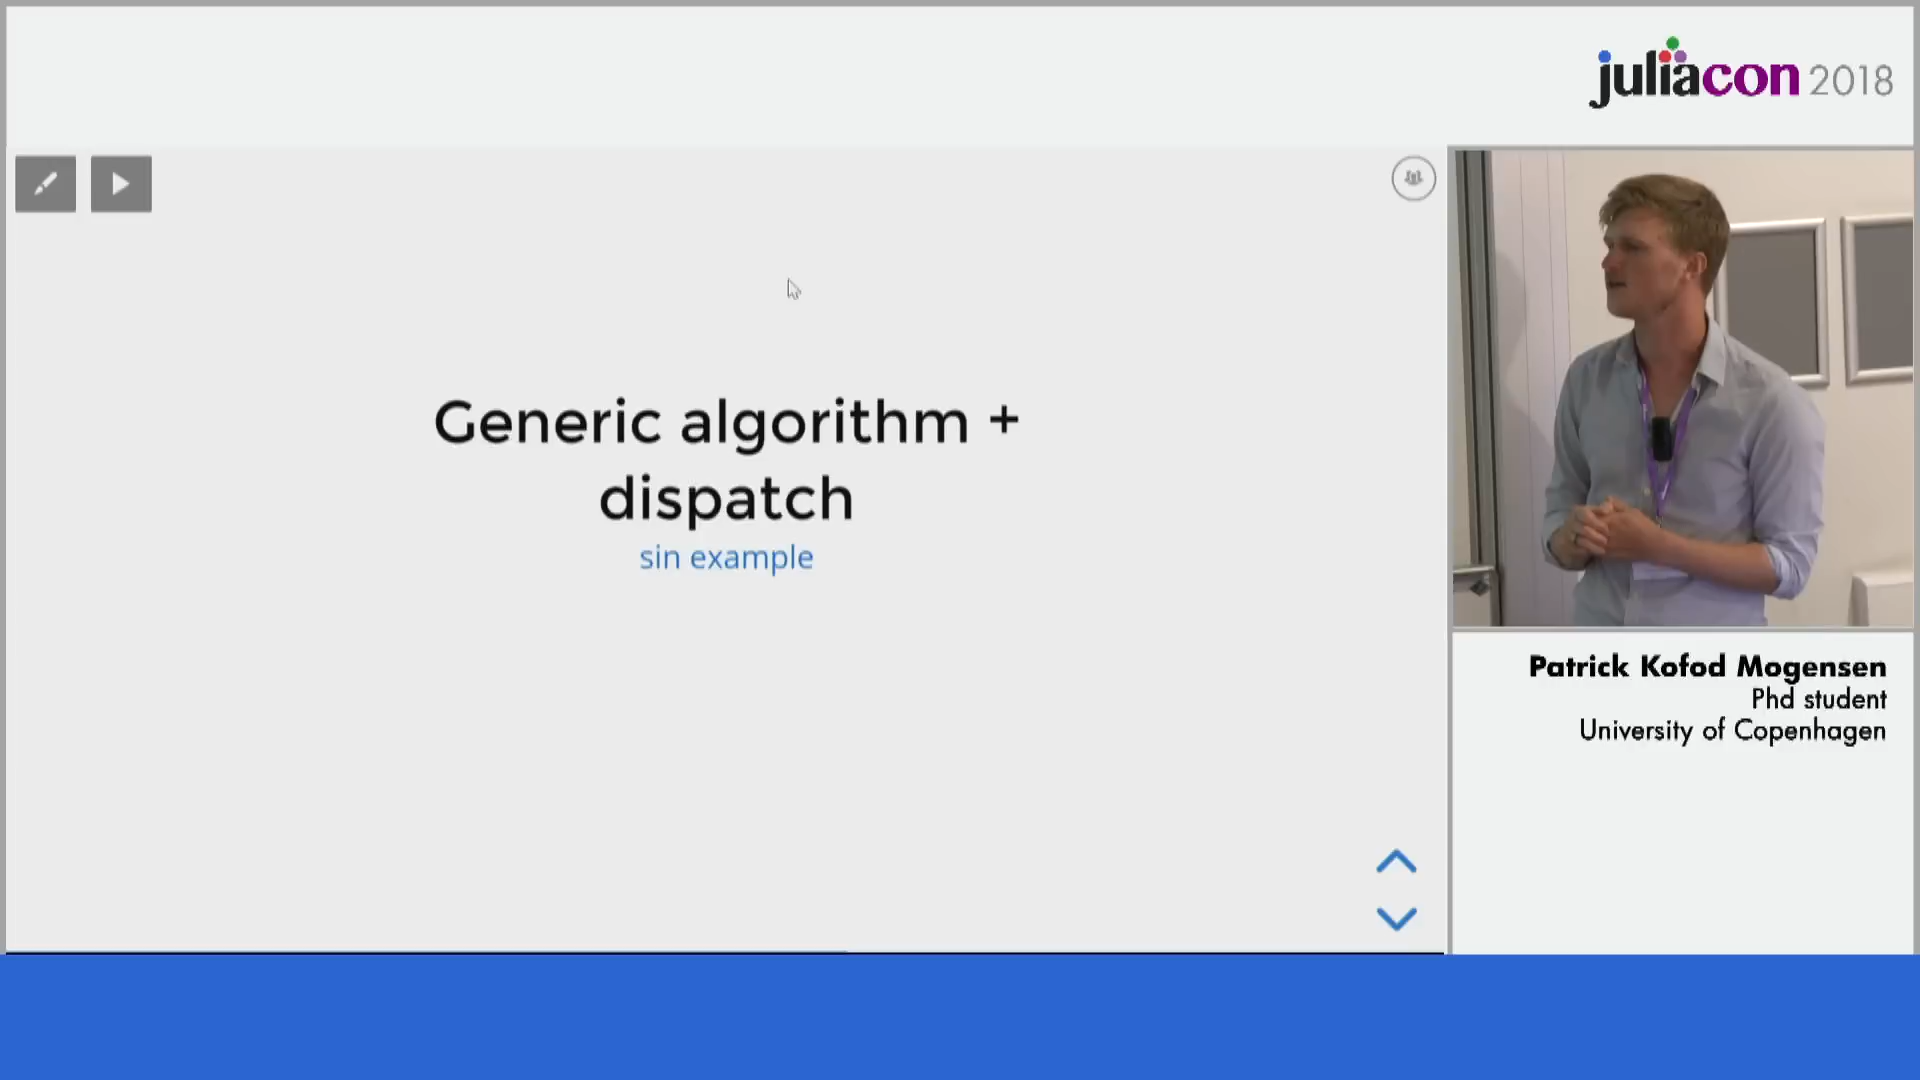 juliacon 2018
Generic algorithm +
dispatch
sin example
Patrick Kofod Mogensen
Phd student
University of Copenhagen